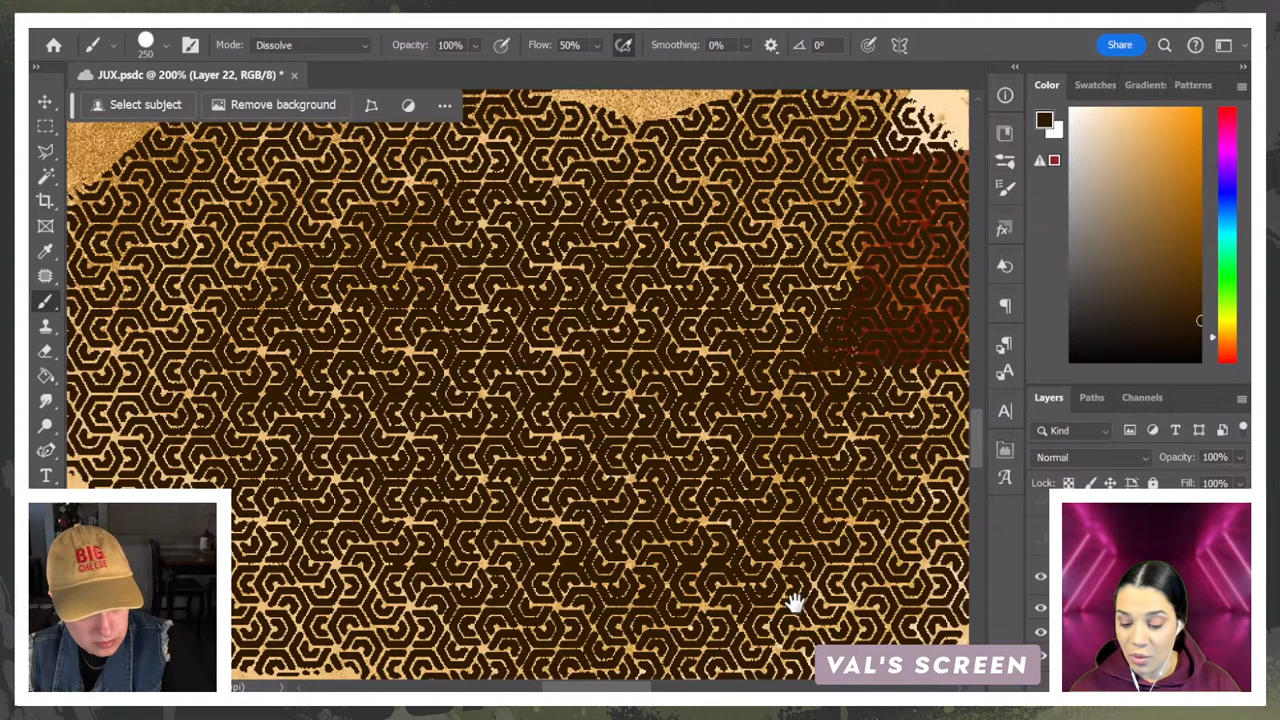 250
Mode: Dissolve
Opacity: 100%
Flow: 50%
Smoothing: 0%
0°
Share
JUX.psdc @ 200% (Layer 22, RGB/8) *
Select subject
Remove background
Color
Swatches
Gradient:
Patterns
Layers
Paths
Channels
Kind
Normal
Opacity: 100%
Lock:
Fill: 100%
BIG
CHEESE
VAL'S SCREEN